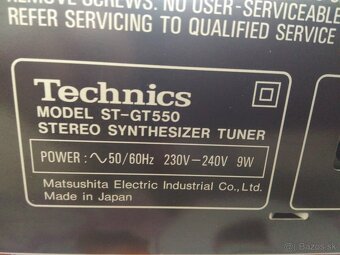 REMOVE SCREWS. NO USER-SERVICEABLE
REFER SERVICING TO QUALIFIED SERVICE
Technics
MODEL ST-GT550
STEREO SYNTHESIZER TUNER
POWER: ∿50/60Hz 230V-240V 9W
Matsushita Electric Industrial Co., Ltd.
Made in Japan
Bazos.sk